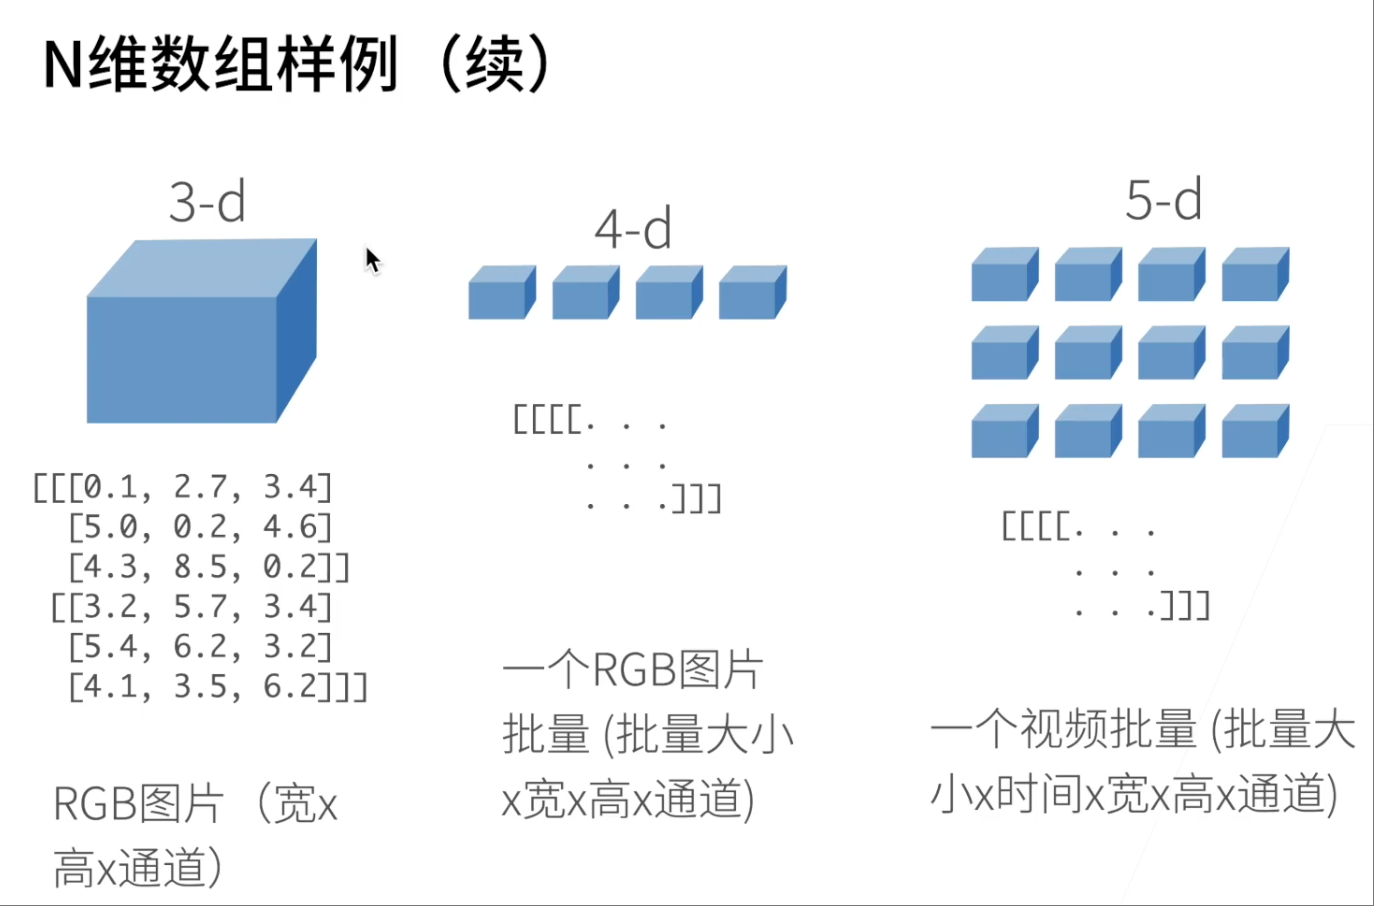 N维数组样例（续）
3-d
[[[0.1, 2.7, 3.4]
[5.0, 0.2, 4.6]
[4.3, 8.5, 0.2]]
[[3.2, 5.7, 3.4]
[5.4, 6.2, 3.2]
[4.1, 3.5, 6.2]]]
RGB图片（宽x
高x通道）
4-d
[[[[. . .
. . .
. . .]]]
一个RGB图片
批量 (批量大小
x宽x高x通道)
5-d
[[[[. . .
. . .
. . .]]]
一个视频批量 (批量大
小x时间x宽x高x通道)